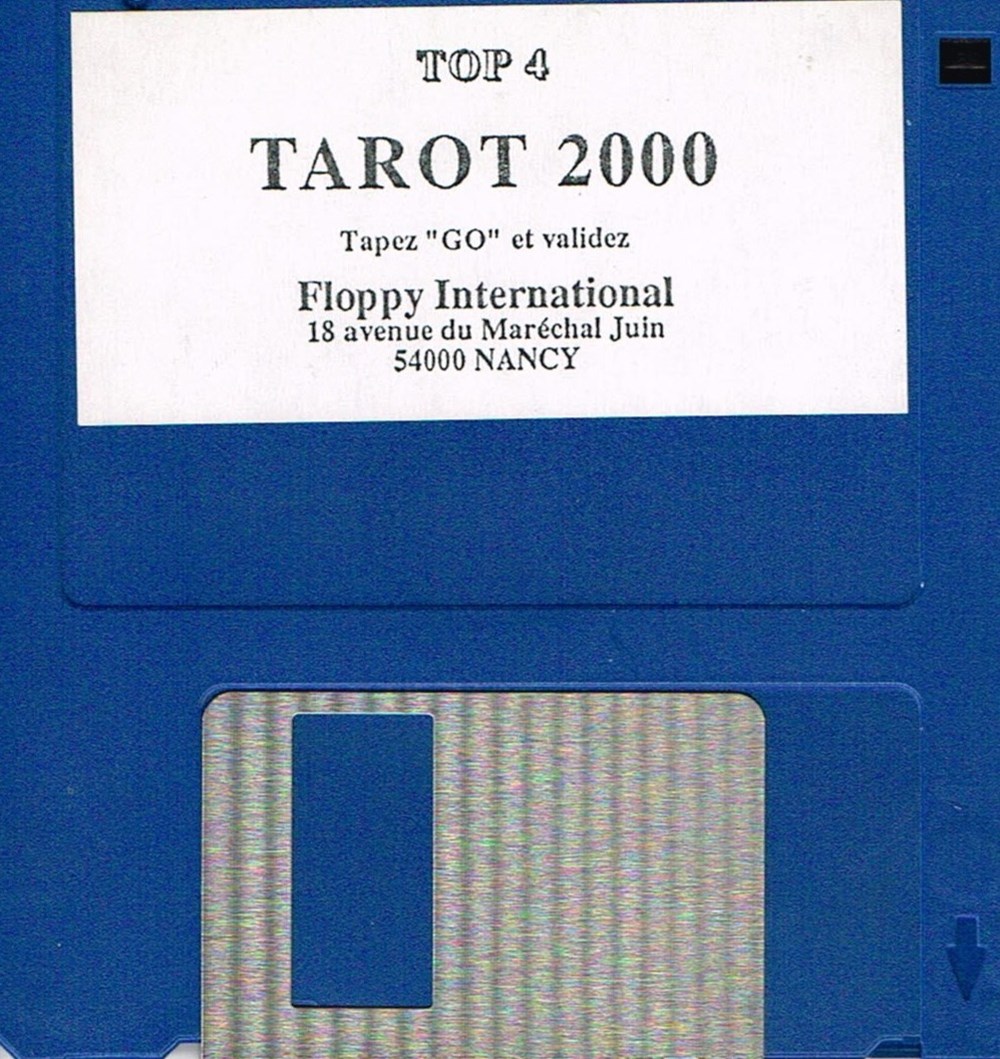 TOP 4
TAROT 2000
Tapez "GO" et validez
Floppy International
18 avenue du Maréchal Juin
54000 NANCY